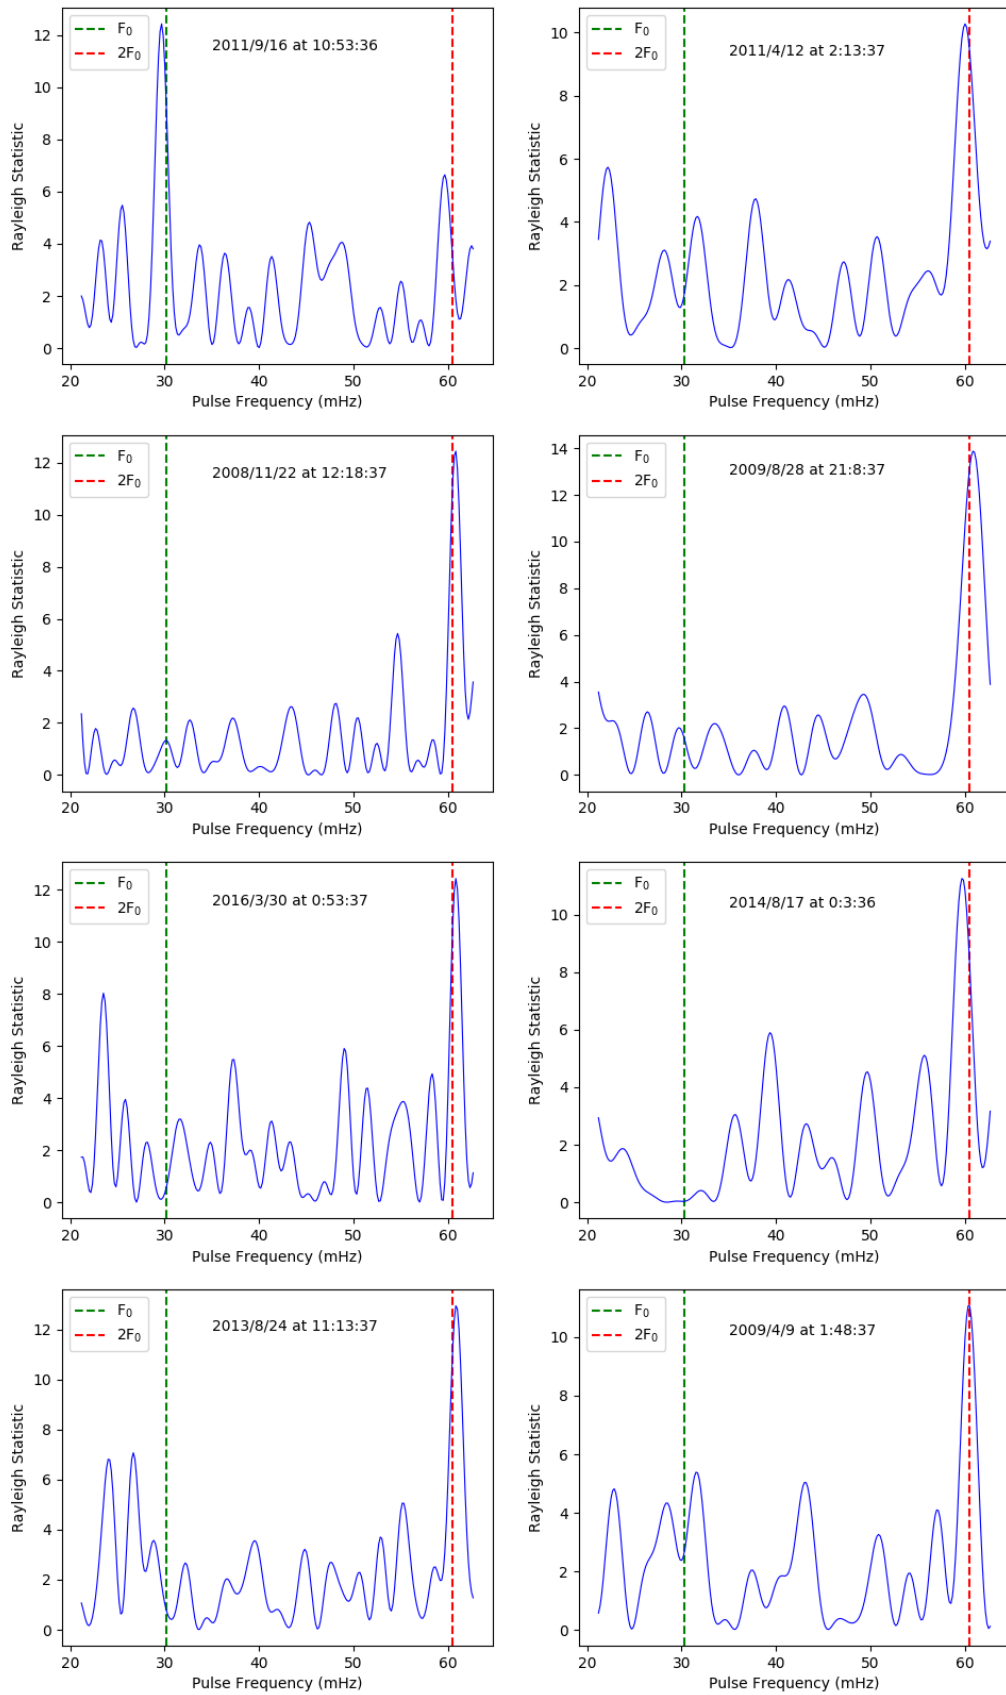 F₀
2F₀
2011/9/16 at 10:53:36
Rayleigh Statistic
12
10
8
6
4
2
0
20 30 40 50 60
Pulse Frequency (mHz)
F₀
2F₀
2011/4/12 at 2:13:37
Rayleigh Statistic
10
8
6
4
2
0
20 30 40 50 60
Pulse Frequency (mHz)
F₀
2F₀
2008/11/22 at 12:18:37
Rayleigh Statistic
12
10
8
6
4
2
0
20 30 40 50 60
Pulse Frequency (mHz)
F₀
2F₀
2009/8/28 at 21:8:37
Rayleigh Statistic
14
12
10
8
6
4
2
0
20 30 40 50 60
Pulse Frequency (mHz)
F₀
2F₀
2016/3/30 at 0:53:37
Rayleigh Statistic
12
10
8
6
4
2
0
20 30 40 50 60
Pulse Frequency (mHz)
F₀
2F₀
2014/8/17 at 0:3:36
Rayleigh Statistic
10
8
6
4
2
0
20 30 40 50 60
Pulse Frequency (mHz)
F₀
2F₀
2013/8/24 at 11:13:37
Rayleigh Statistic
12
10
8
6
4
2
0
20 30 40 50 60
Pulse Frequency (mHz)
F₀
2F₀
2009/4/9 at 1:48:37
Rayleigh Statistic
10
8
6
4
2
0
20 30 40 50 60
Pulse Frequency (mHz)